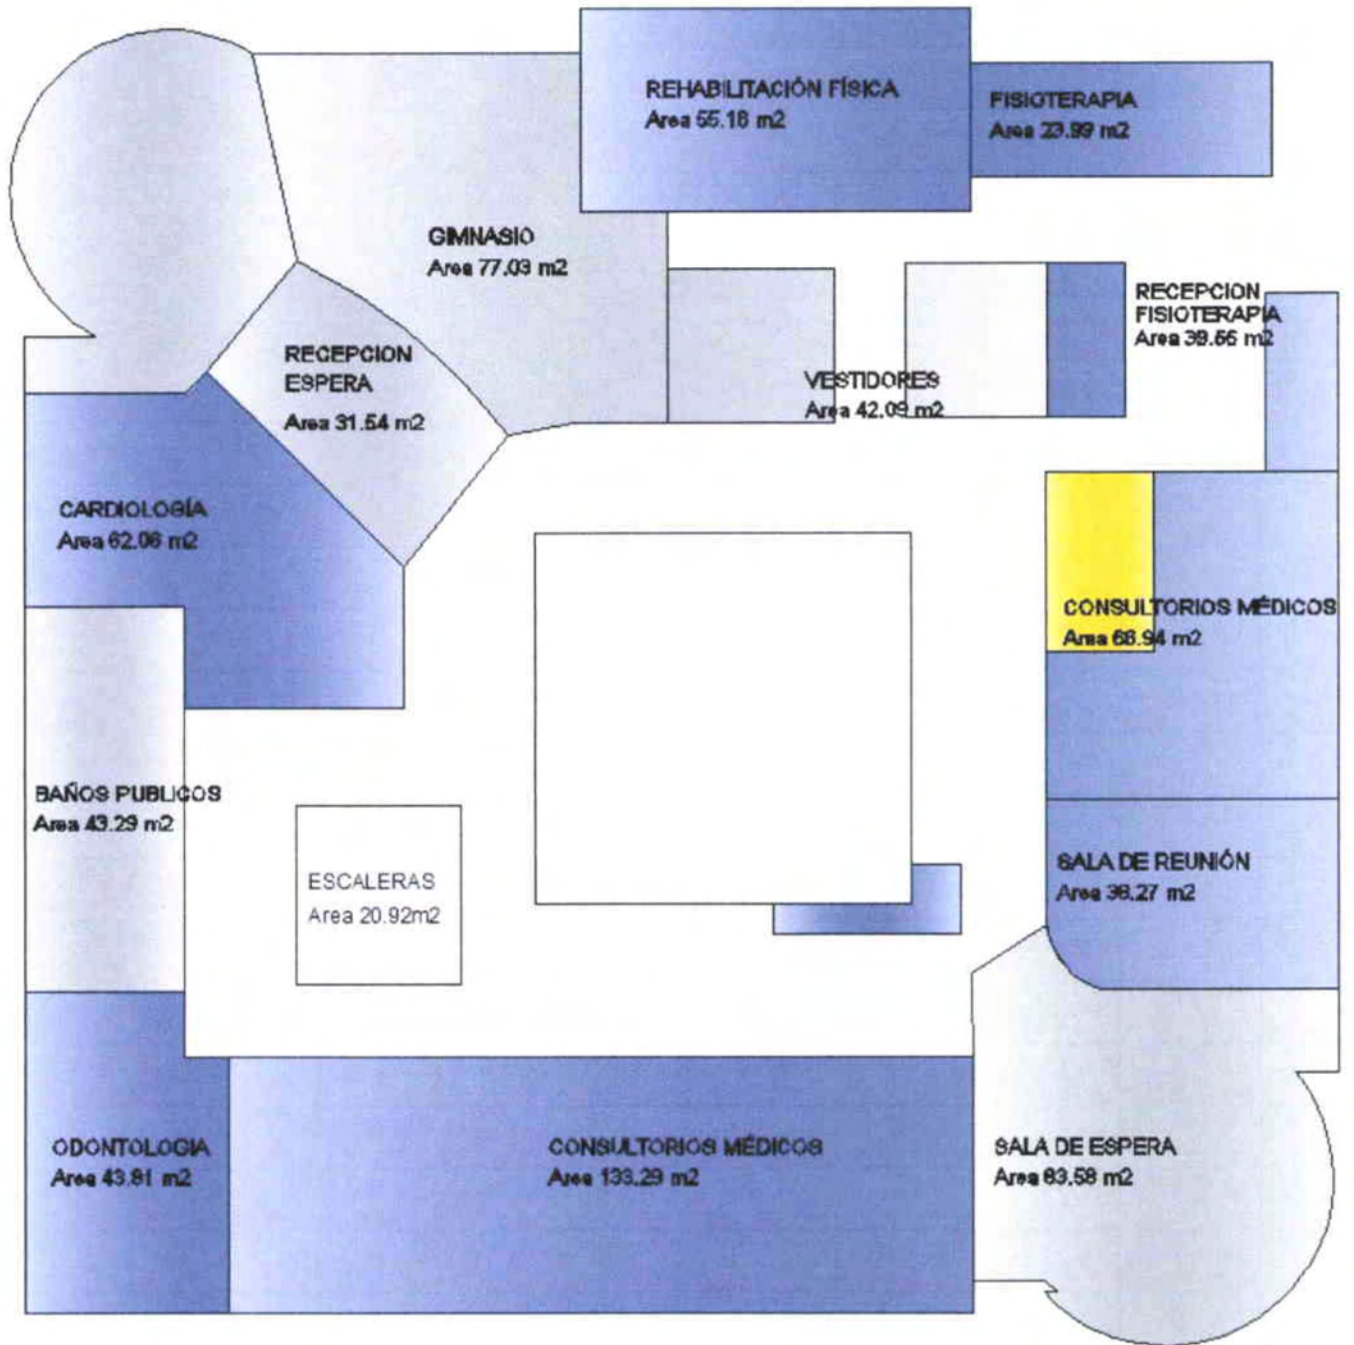 REHABILITACIÓN FÍSICA
Area 55.18 m2
FISIOTERAPIA
Area 23.99 m2
GIMNASIO
Area 77.03 m2
RECEPCION
FISIOTERAPIA
Area 39.55 m2
RECEPCION
ESPERA
Area 31.54 m2
VESTIDORES
Area 42.09 m2
CARDIOLOGÍA
Area 62.06 m2
CONSULTORIOS MÉDICOS
Area 66.94 m2
BAÑOS PUBLICOS
Area 43.29 m2
ESCALERAS
Area 20.92m2
SALA DE REUNIÓN
Area 36.27 m2
ODONTOLOGIA
Area 43.81 m2
CONSULTORIOS MÉDICOS
Area 133.29 m2
SALA DE ESPERA
Area 83.58 m2